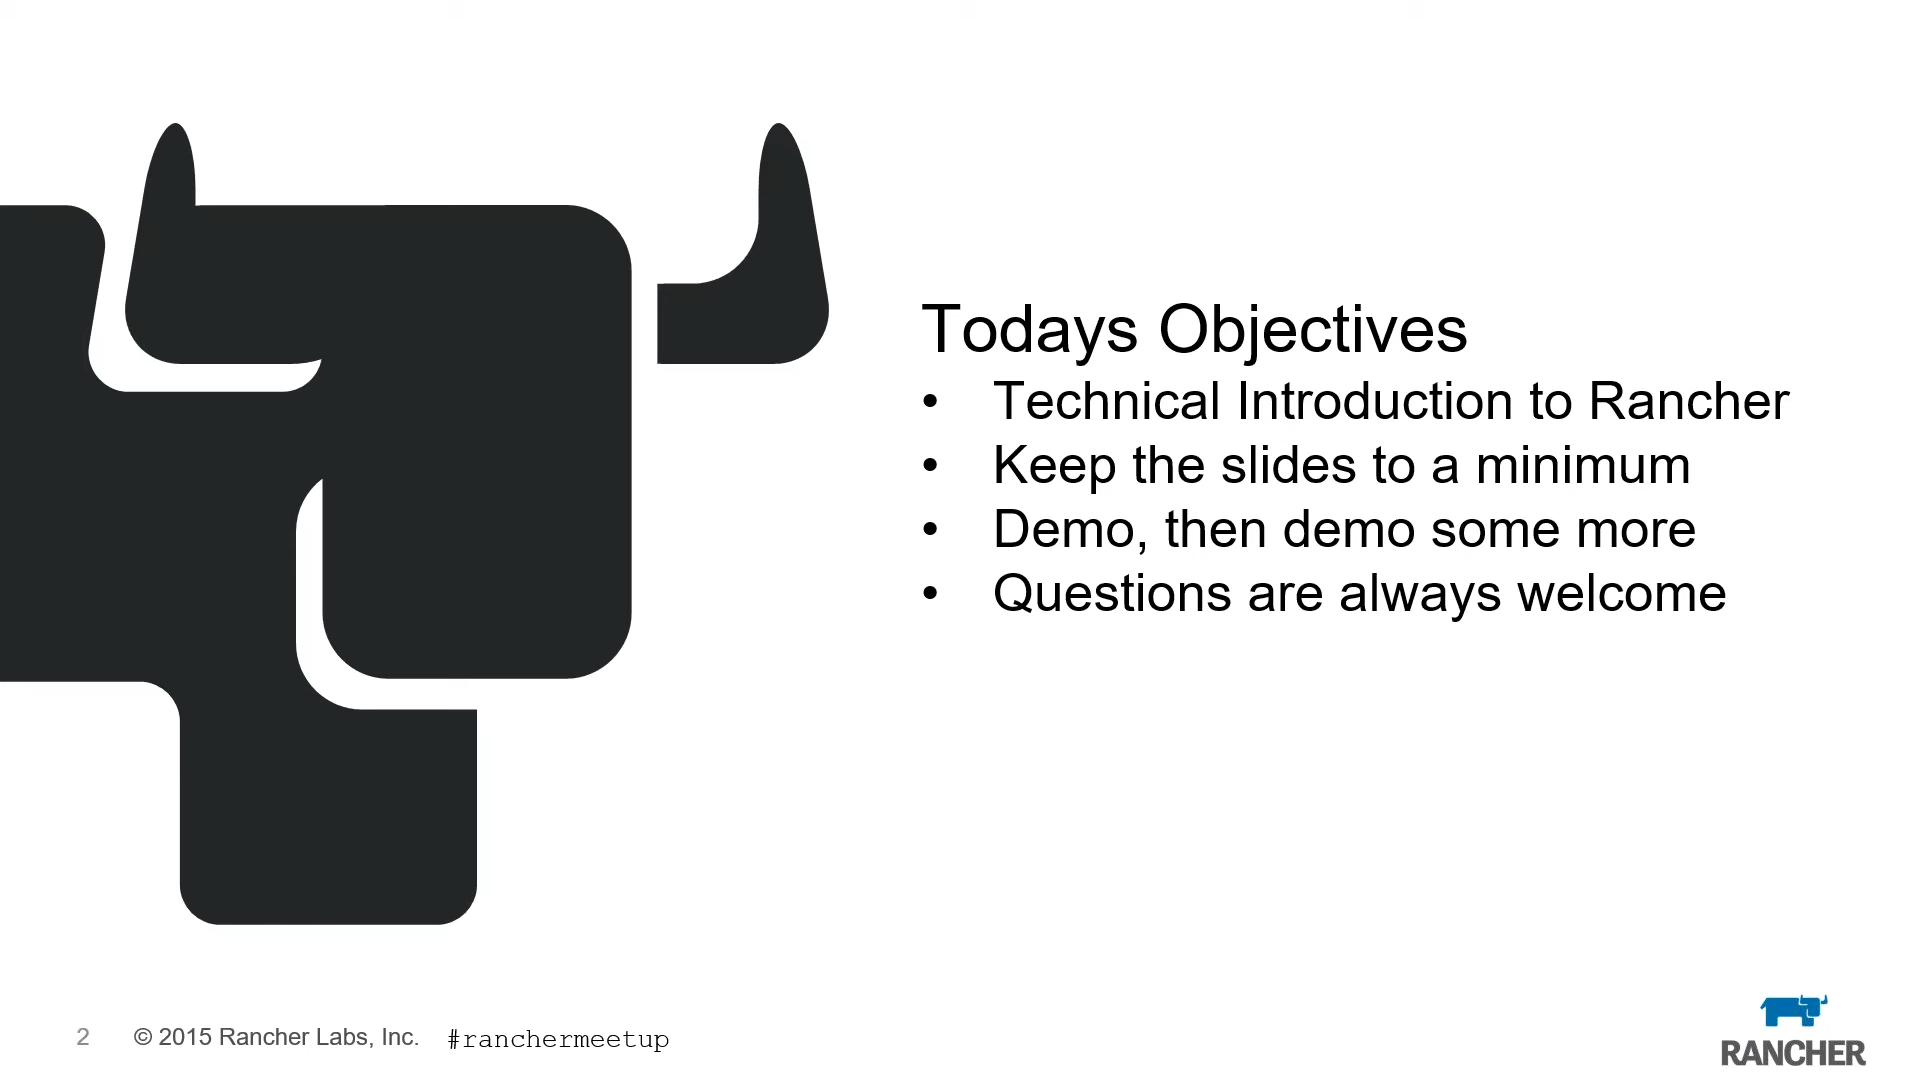 Todays Objectives
• Technical Introduction to Rancher
• Keep the slides to a minimum
• Demo, then demo some more
• Questions are always welcome
2 © 2015 Rancher Labs, Inc. #ranchermeetup
RANCHER